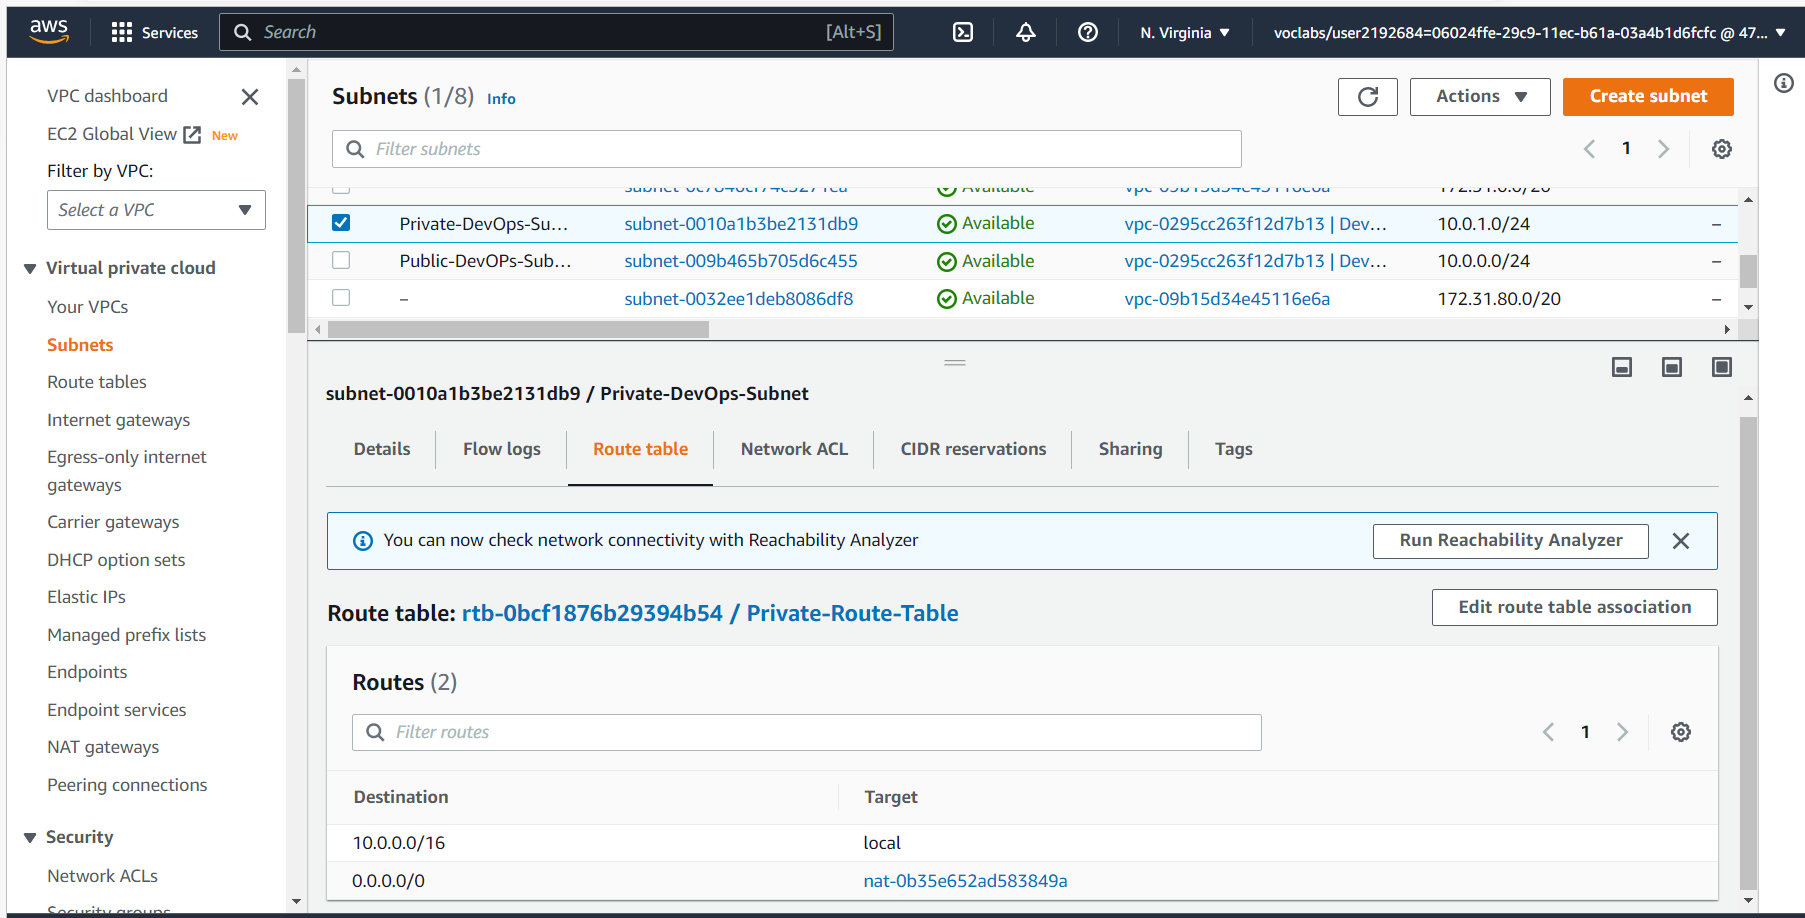 aws
Services
Search [Alt+S]
N. Virginia
voclabs/user2192684=06024ffe-29c9-11ec-b61a-03a4b1d6fcfc @ 47...
VPC dashboard
EC2 Global View New
Filter by VPC:
Select a VPC
Virtual private cloud
Your VPCs
Subnets
Route tables
Internet gateways
Egress-only internet
gateways
Carrier gateways
DHCP option sets
Elastic IPs
Managed prefix lists
Endpoints
Endpoint services
NAT gateways
Peering connections
Security
Network ACLs
Security groups
Subnets (1/8) Info
Actions
Create subnet
Filter subnets
1
Available 172.31.0.0/20
Private-DevOps-Su... subnet-0010a1b3be2131db9 Available vpc-0295cc263f12d7b13 | Dev... 10.0.1.0/24 –
Public-DevOPs-Sub... subnet-009b465b705d6c455 Available vpc-0295cc263f12d7b13 | Dev... 10.0.0.0/24 –
– subnet-0032ee1deb8086df8 Available vpc-09b15d34e45116e6a 172.31.80.0/20 –
subnet-0010a1b3be2131db9 / Private-DevOps-Subnet
Details Flow logs Route table Network ACL CIDR reservations Sharing Tags
You can now check network connectivity with Reachability Analyzer
Run Reachability Analyzer
Route table: rtb-0bcf1876b29394b54 / Private-Route-Table
Edit route table association
Routes (2)
Filter routes
1
Destination Target
10.0.0.0/16 local
0.0.0.0/0 nat-0b35e652ad583849a